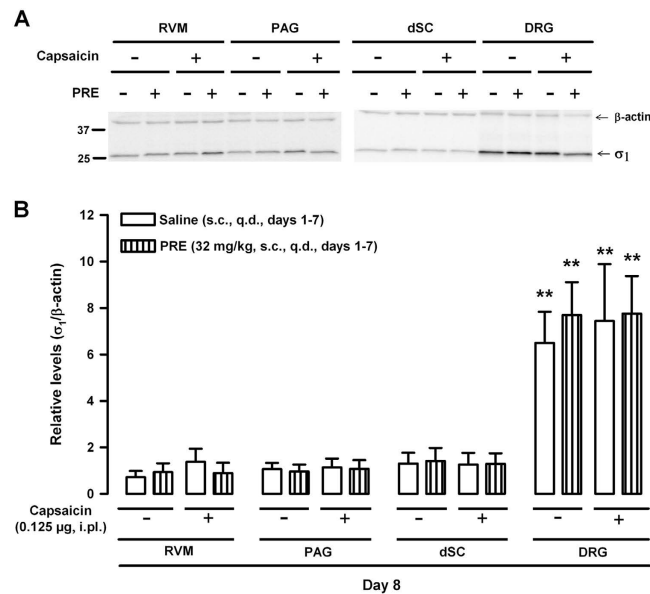 A
RVM PAG dSC DRG
Capsaicin - + - + - + - +
PRE - + - + - + - + - + - + - + - +
37
25
← β-actin
← σ1
B
Relative levels (σ1/β-actin)
12
10
8
6
4
2
0
Saline (s.c., q.d., days 1-7)
PRE (32 mg/kg, s.c., q.d., days 1-7)
** ** ** **
Capsaicin
(0.125 µg, i.pl.)
- + - + - + - +
RVM PAG dSC DRG
Day 8